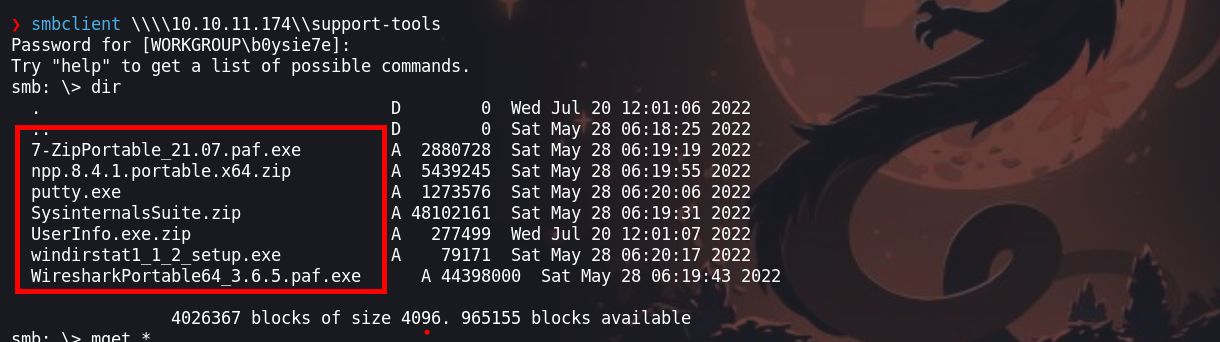 ❯ smbclient \\\\10.10.11.174\\support-tools
Password for [WORKGROUP\b0ysie7e]:
Try "help" to get a list of possible commands.
smb: \> dir
  .                                   D        0  Wed Jul 20 12:01:06 2022
  ..                                  D        0  Sat May 28 06:18:25 2022
  7-ZipPortable_21.07.paf.exe         A  2880728  Sat May 28 06:19:19 2022
  npp.8.4.1.portable.x64.zip          A  5439245  Sat May 28 06:19:55 2022
  putty.exe                           A  1273576  Sat May 28 06:20:06 2022
  SysinternalsSuite.zip               A 48102161  Sat May 28 06:19:31 2022
  UserInfo.exe.zip                    A   277499  Wed Jul 20 12:01:07 2022
  windirstat1_1_2_setup.exe           A    79171  Sat May 28 06:20:17 2022
  WiresharkPortable64_3.6.5.paf.exe      A 44398000  Sat May 28 06:19:43 2022
                4026367 blocks of size 4096. 965155 blocks available
smb: \> mget *